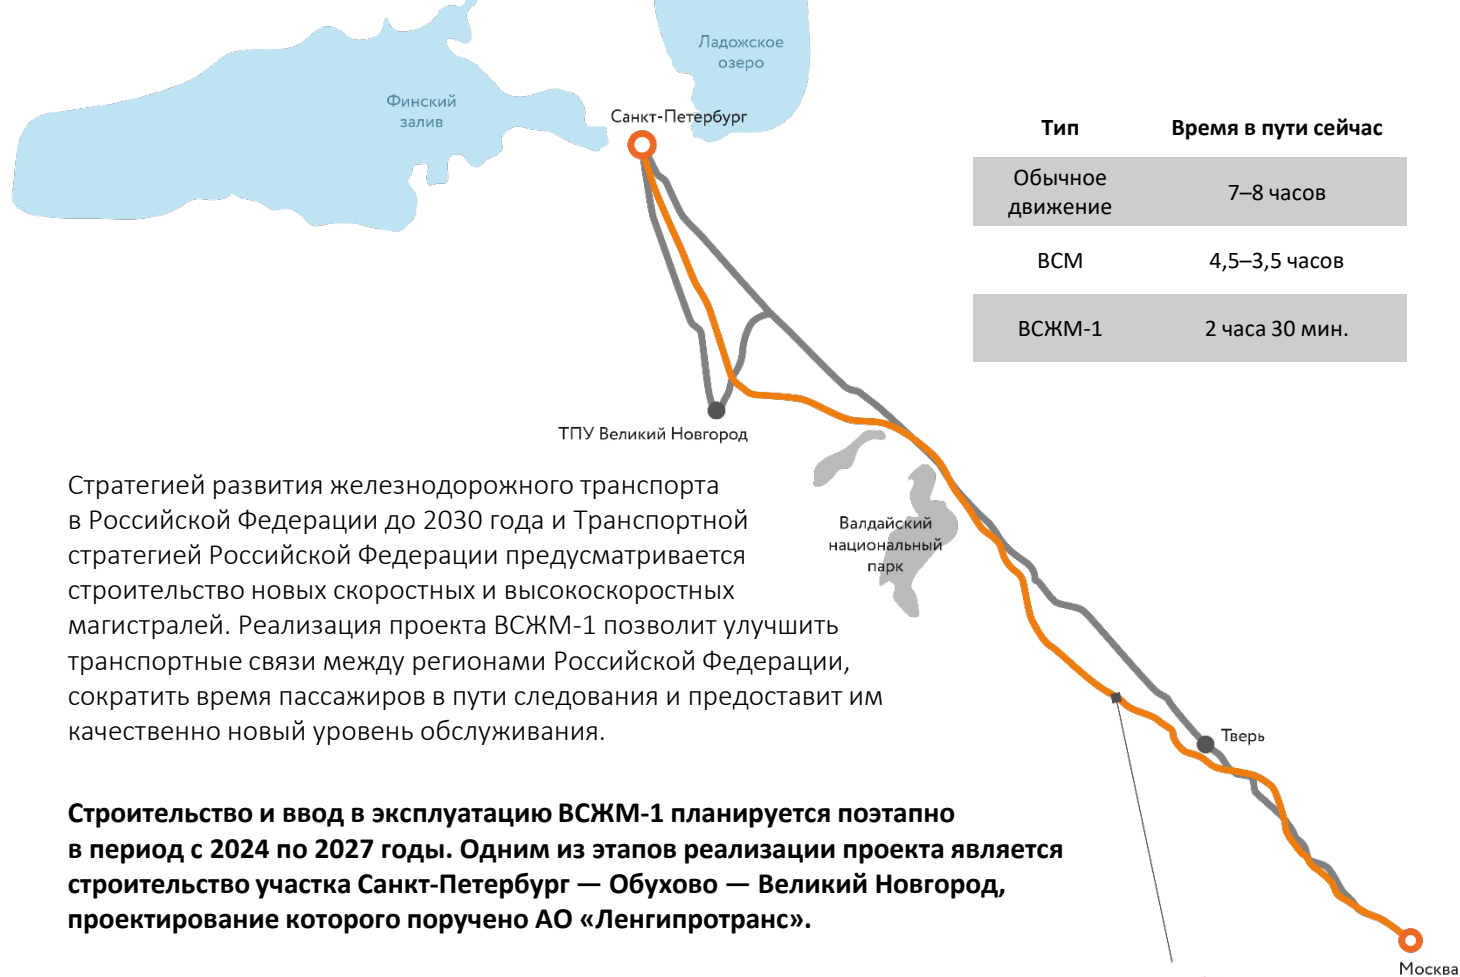 Ладожское
озеро
Финский
залив
Санкт-Петербург
Тип Время в пути сейчас
Обычное
движение
7–8 часов
ВСМ 4,5–3,5 часов
ВСЖМ-1 2 часа 30 мин.
ТПУ Великий Новгород
Стратегией развития железнодорожного транспорта
в Российской Федерации до 2030 года и Транспортной
стратегией Российской Федерации предусматривается
строительство новых скоростных и высокоскоростных
магистралей. Реализация проекта ВСЖМ-1 позволит улучшить
транспортные связи между регионами Российской Федерации,
сократить время пассажиров в пути следования и предоставит им
качественно новый уровень обслуживания.
Валдайский
национальный
парк
Тверь
Строительство и ввод в эксплуатацию ВСЖМ-1 планируется поэтапно
в период с 2024 по 2027 годы. Одним из этапов реализации проекта является
строительство участка Санкт-Петербург — Обухово — Великий Новгород,
проектирование которого поручено АО «Ленгипротранс».
Москва